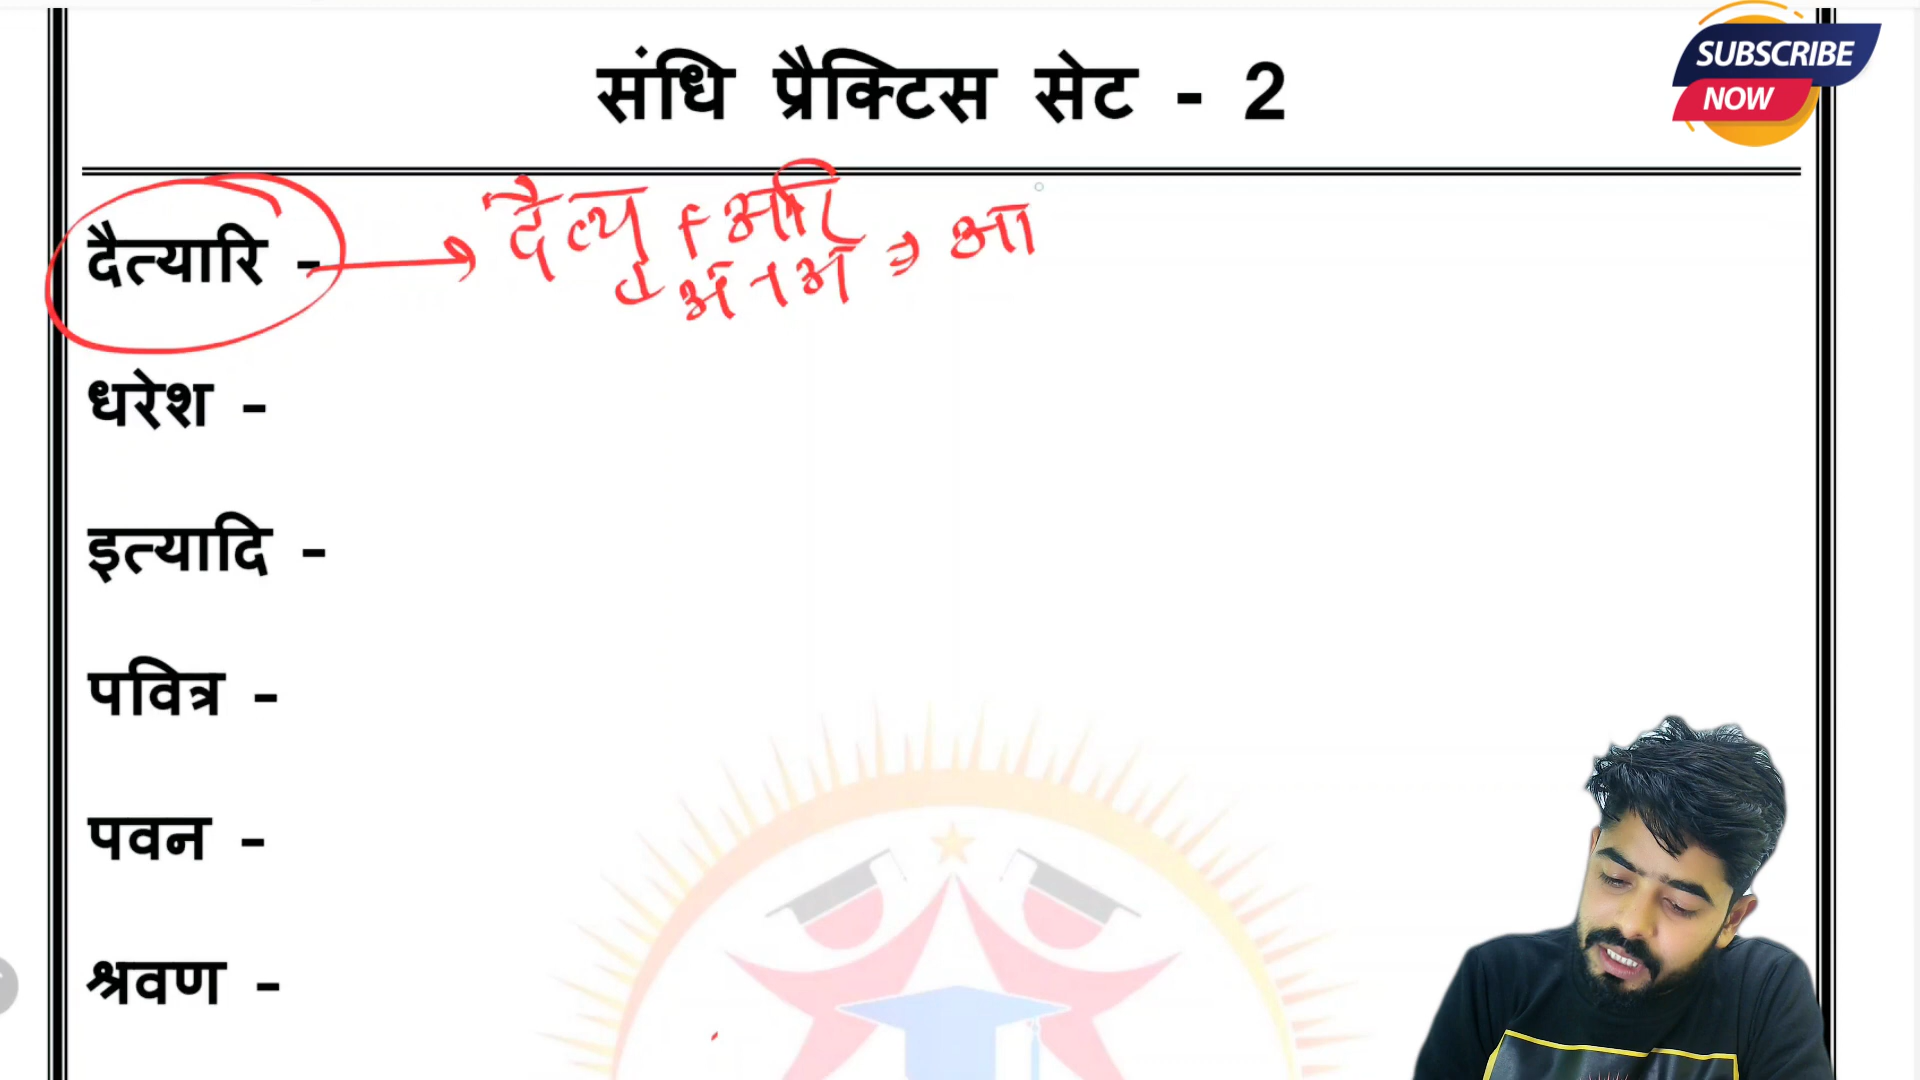 SUBSCRIBE
NOW
संधि प्रैक्टिस सेट - 2
दैत्यारि - दैत्य + अरि
अ + अ ⇒ आ
धरेश -
इत्यादि -
पवित्र -
पवन -
श्रवण -